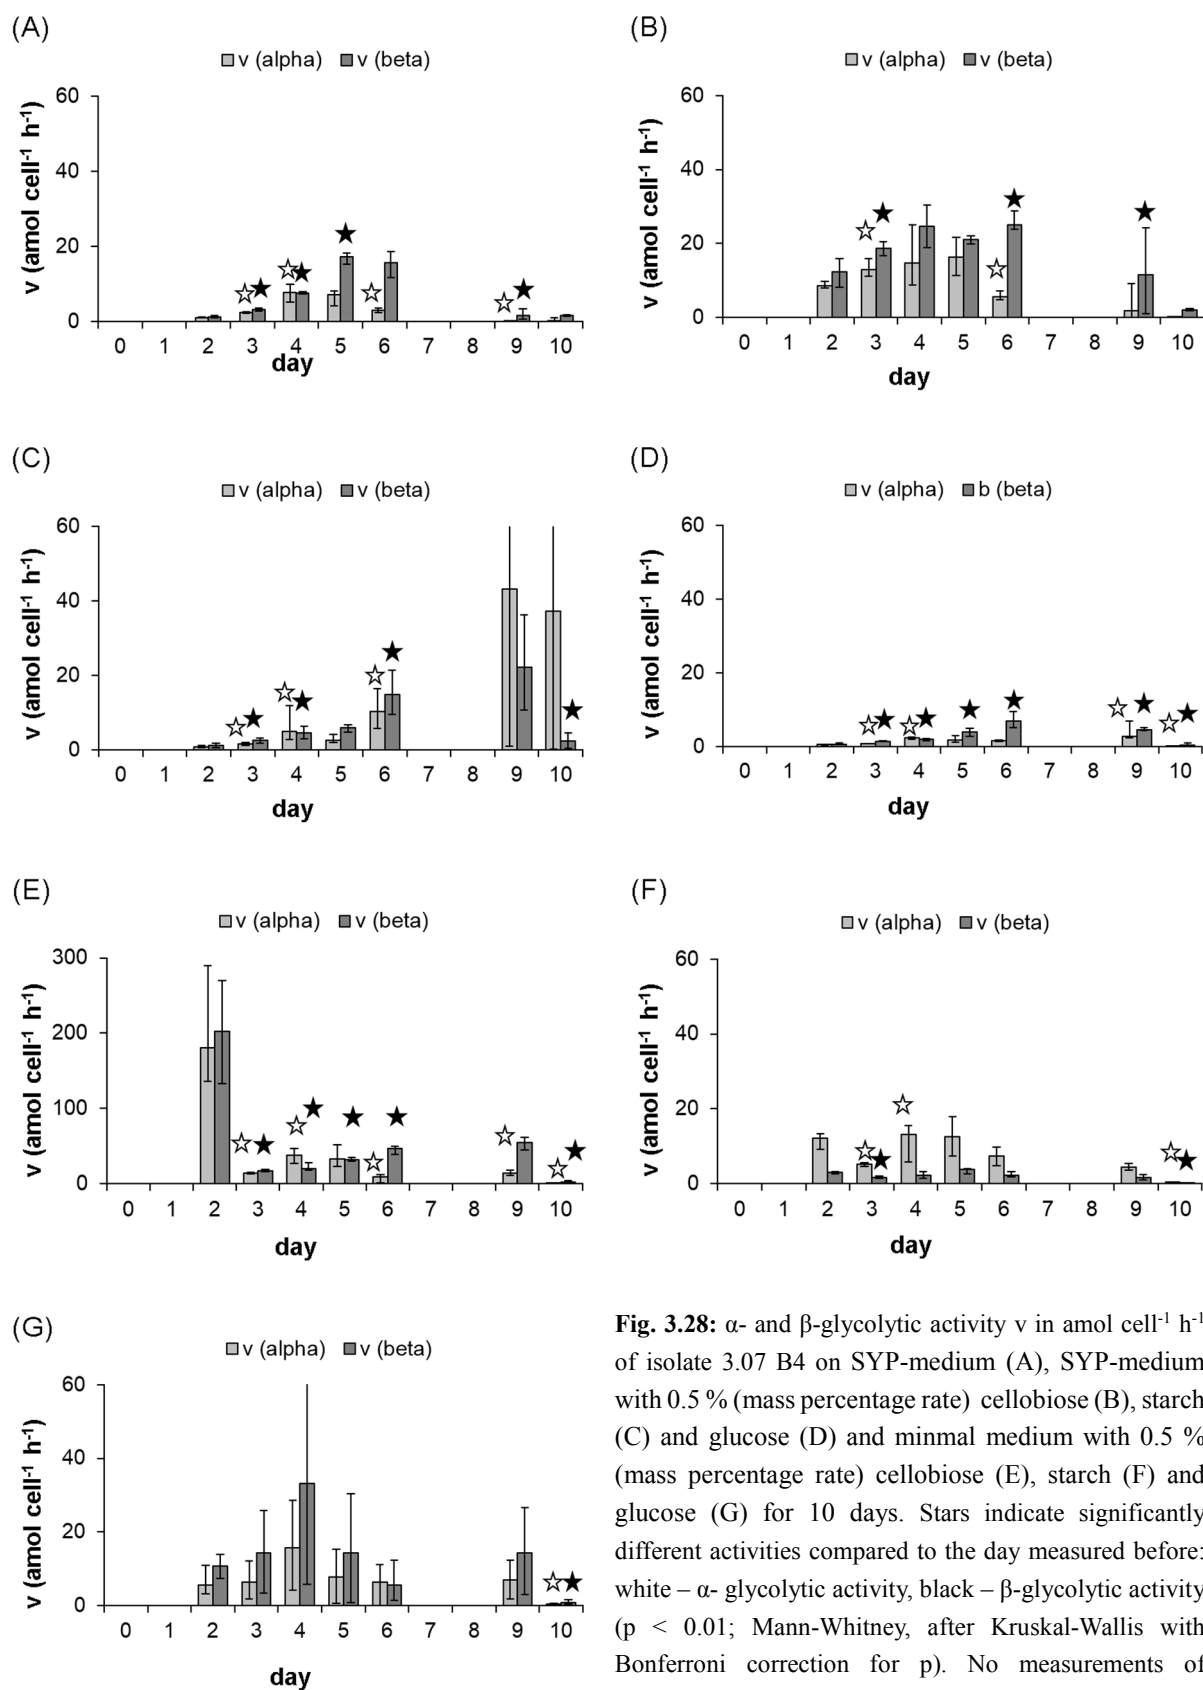 (A)
v (alpha) v (beta)
60
40
20
0
v (amol cell-1 h-1)
0 1 2 3 4 5 6 7 8 9 10
day
(B)
v (alpha) v (beta)
60
40
20
0
v (amol cell-1 h-1)
0 1 2 3 4 5 6 7 8 9 10
day
(C)
v (alpha) v (beta)
60
40
20
0
v (amol cell-1 h-1)
0 1 2 3 4 5 6 7 8 9 10
day
(D)
v (alpha) b (beta)
60
40
20
0
v (amol cell-1 h-1)
0 1 2 3 4 5 6 7 8 9 10
day
(E)
v (alpha) v (beta)
300
200
100
0
v (amol cell-1 h-1)
0 1 2 3 4 5 6 7 8 9 10
day
(F)
v (alpha) v (beta)
60
40
20
0
v (amol cell-1 h-1)
0 1 2 3 4 5 6 7 8 9 10
day
(G)
v (alpha) v (beta)
60
40
20
0
v (amol cell-1 h-1)
0 1 2 3 4 5 6 7 8 9 10
day
Fig. 3.28: α- and β-glycolytic activity v in amol cell-1 h-1
of isolate 3.07 B4 on SYP-medium (A), SYP-medium
with 0.5 % (mass percentage rate) cellobiose (B), starch
(C) and glucose (D) and minmal medium with 0.5 %
(mass percentage rate) cellobiose (E), starch (F) and
glucose (G) for 10 days. Stars indicate significantly
different activities compared to the day measured before:
white – α- glycolytic activity, black – β-glycolytic activity
(p < 0.01; Mann-Whitney, after Kruskal-Wallis with
Bonferroni correction for p). No measurements of